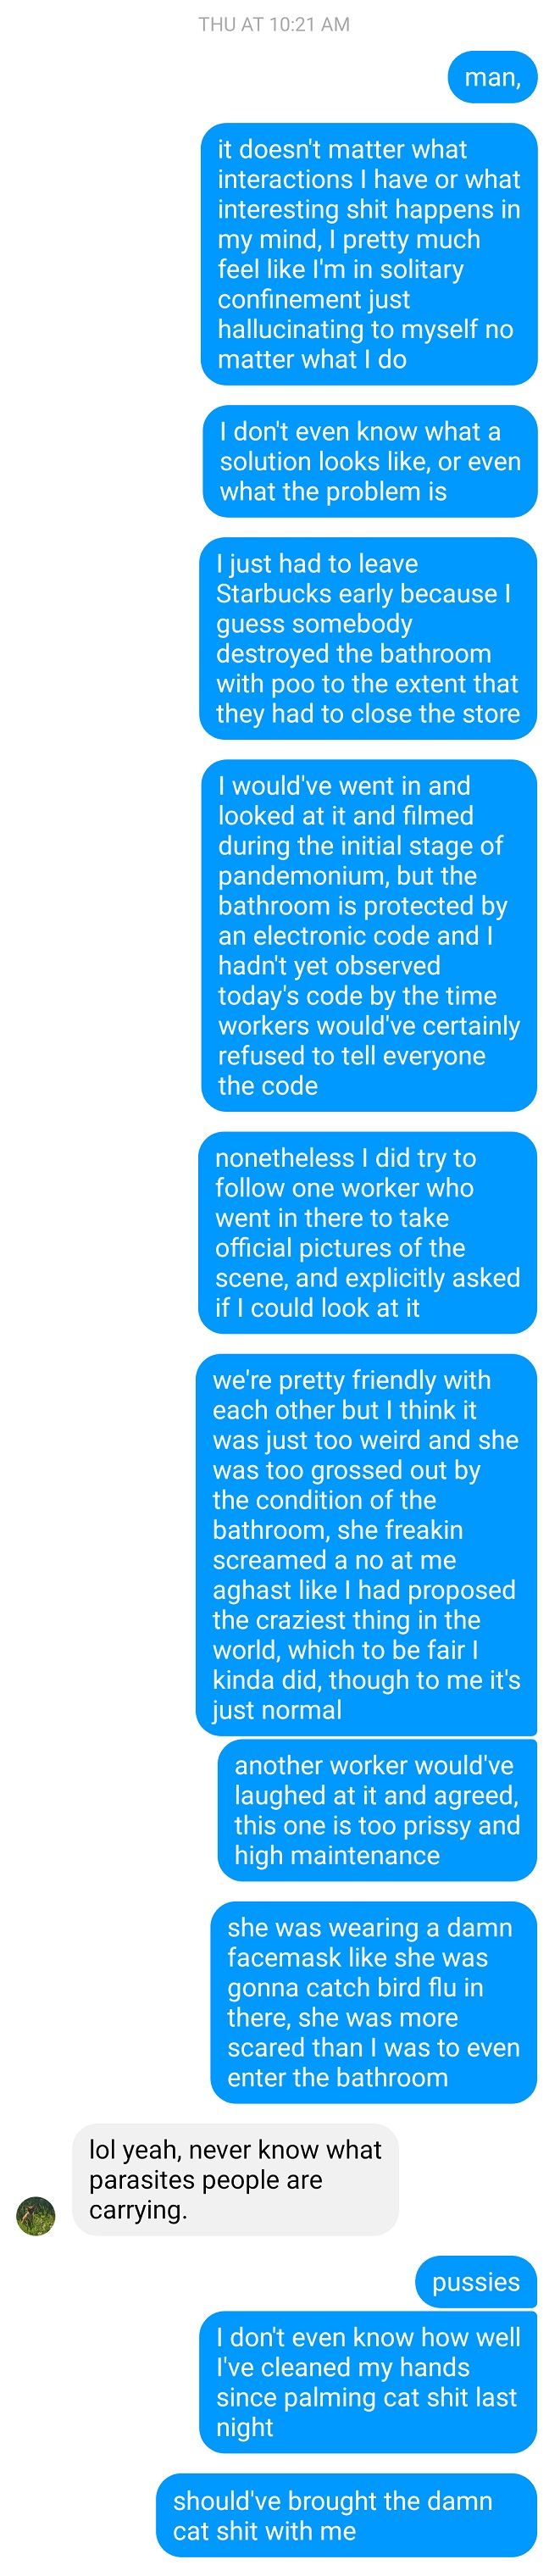 THU AT 10:21 AM
man,
it doesn't matter what
interactions I have or what
interesting shit happens in
my mind, I pretty much
feel like I'm in solitary
confinement just
hallucinating to myself no
matter what I do
I don't even know what a
solution looks like, or even
what the problem is
I just had to leave
Starbucks early because I
guess somebody
destroyed the bathroom
with poo to the extent that
they had to close the store
I would've went in and
looked at it and filmed
during the initial stage of
pandemonium, but the
bathroom is protected by
an electronic code and I
hadn't yet observed
today's code by the time
workers would've certainly
refused to tell everyone
the code
nonetheless I did try to
follow one worker who
went in there to take
official pictures of the
scene, and explicitly asked
if I could look at it
we're pretty friendly with
each other but I think it
was just too weird and she
was too grossed out by
the condition of the
bathroom, she freakin
screamed a no at me
aghast like I had proposed
the craziest thing in the
world, which to be fair I
kinda did, though to me it's
just normal
another worker would've
laughed at it and agreed,
this one is too prissy and
high maintenance
she was wearing a damn
facemask like she was
gonna catch bird flu in
there, she was more
scared than I was to even
enter the bathroom
lol yeah, never know what
parasites people are
carrying.
pussies
I don't even know how well
I've cleaned my hands
since palming cat shit last
night
should've brought the damn
cat shit with me